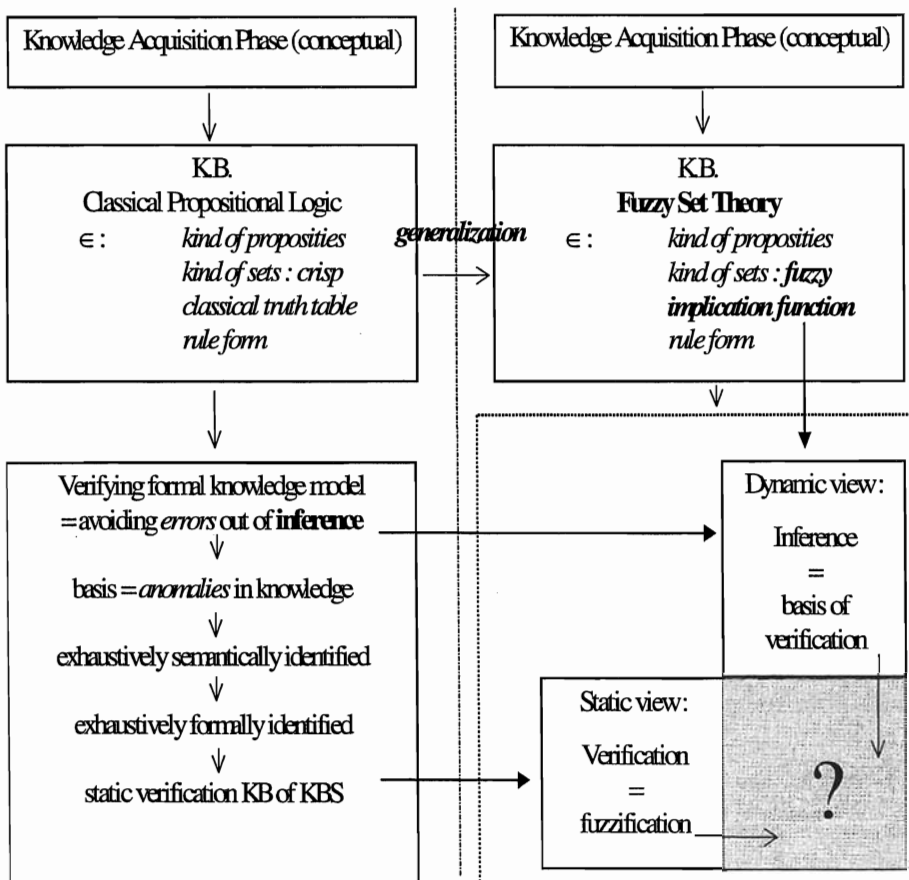 Knowledge Acquisition Phase (conceptual)
K.B.
Classical Propositional Logic
∈ : kind of proposities
kind of sets : crisp
classical truth table
rule form
generalization
Verifying formal knowledge model
= avoiding errors out of inference
basis = anomalies in knowledge
exhaustively semantically identified
exhaustively formally identified
static verification KB of KBS
Knowledge Acquisition Phase (conceptual)
K.B.
Fuzzy Set Theory
∈ : kind of proposities
kind of sets : fuzzy
implication function
rule form
Dynamic view :
Inference
=
basis of
verification
Static view :
Verification
=
fuzzification
?